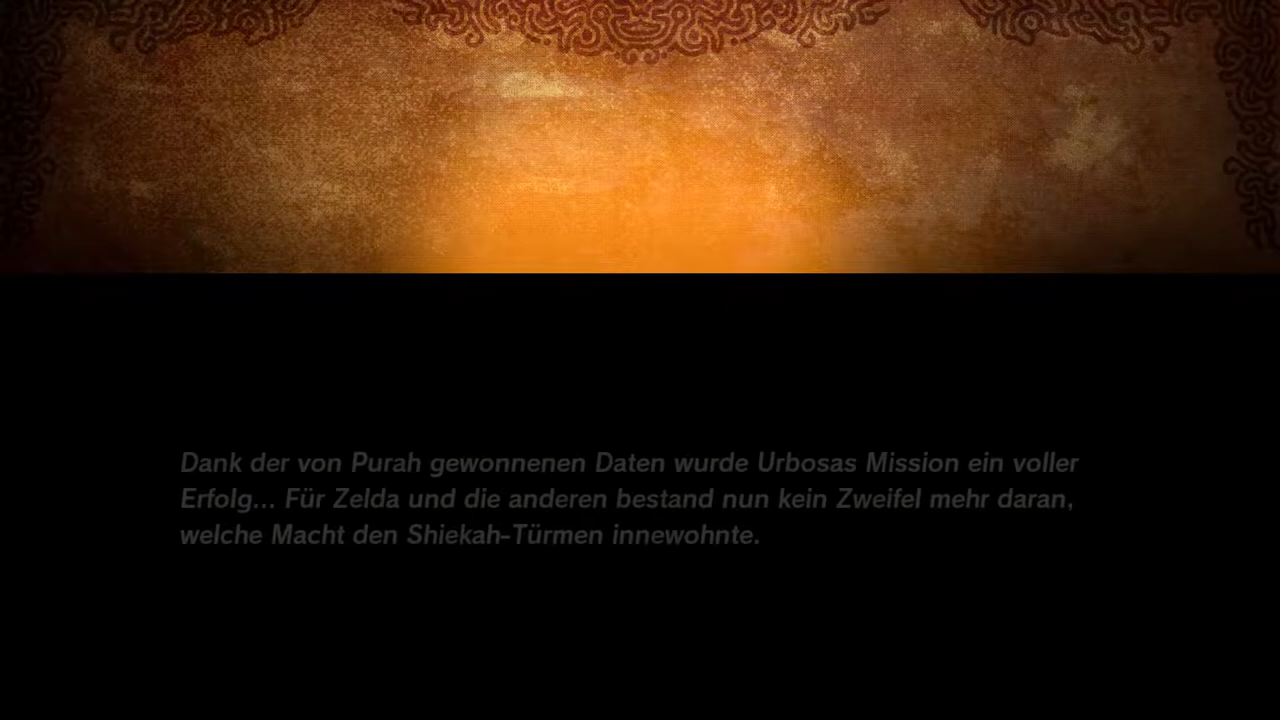 Dank der von Purah gewonnenen Daten wurde Urbosas Mission ein voller
Erfolg... Für Zelda und die anderen bestand nun kein Zweifel mehr daran,
welche Macht den Shiekah-Türmen innewohnte.